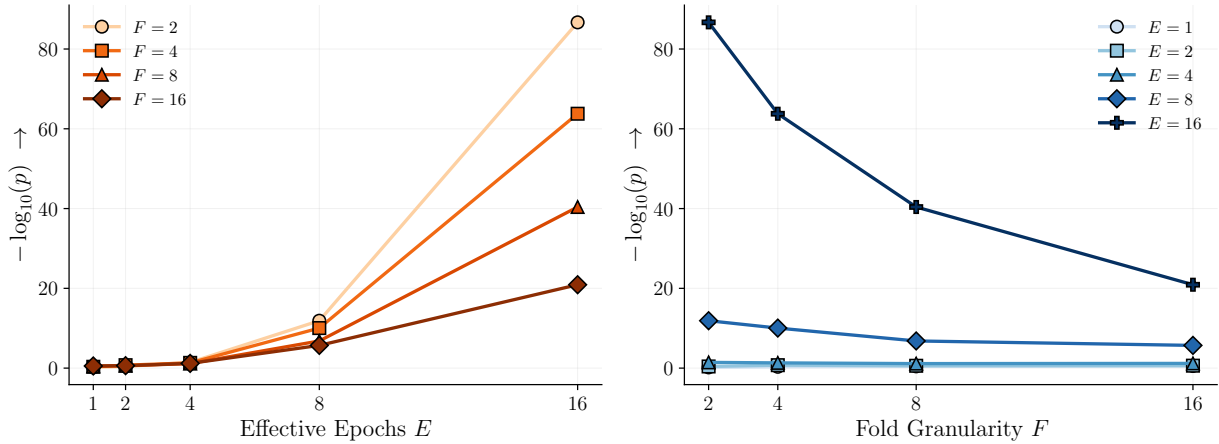 F = 2
F = 4
F = 8
F = 16
− log₁₀(p) →
0
20
40
60
80
1
2
4
8
16
Effective Epochs E
E = 1
E = 2
E = 4
E = 8
E = 16
− log₁₀(p) →
0
20
40
60
80
2
4
8
16
Fold Granularity F